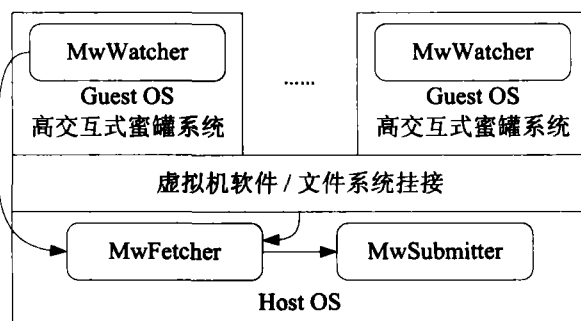 MwWatcher
Guest OS
高交互式蜜罐系统
......
MwWatcher
Guest OS
高交互式蜜罐系统
虚拟机软件 / 文件系统挂接
MwFetcher
MwSubmitter
Host OS